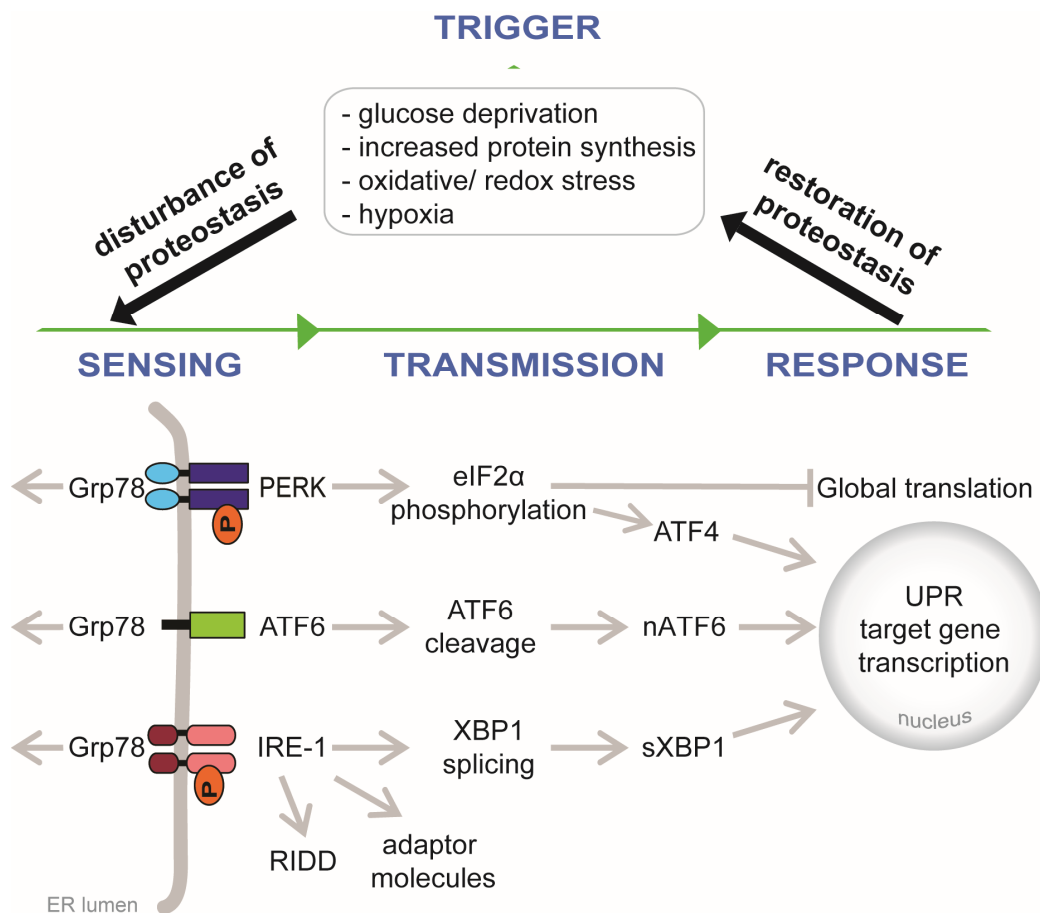 TRIGGER
- glucose deprivation
- increased protein synthesis
- oxidative/ redox stress
- hypoxia
disturbance of
proteostasis
restoration of
proteostasis
SENSING
TRANSMISSION
RESPONSE
Grp78
PERK
P
eIF2α
phosphorylation
ATF4
Global translation
Grp78
ATF6
ATF6
cleavage
nATF6
UPR
target gene
transcription
nucleus
Grp78
IRE-1
P
XBP1
splicing
sXBP1
RIDD
adaptor
molecules
ER lumen